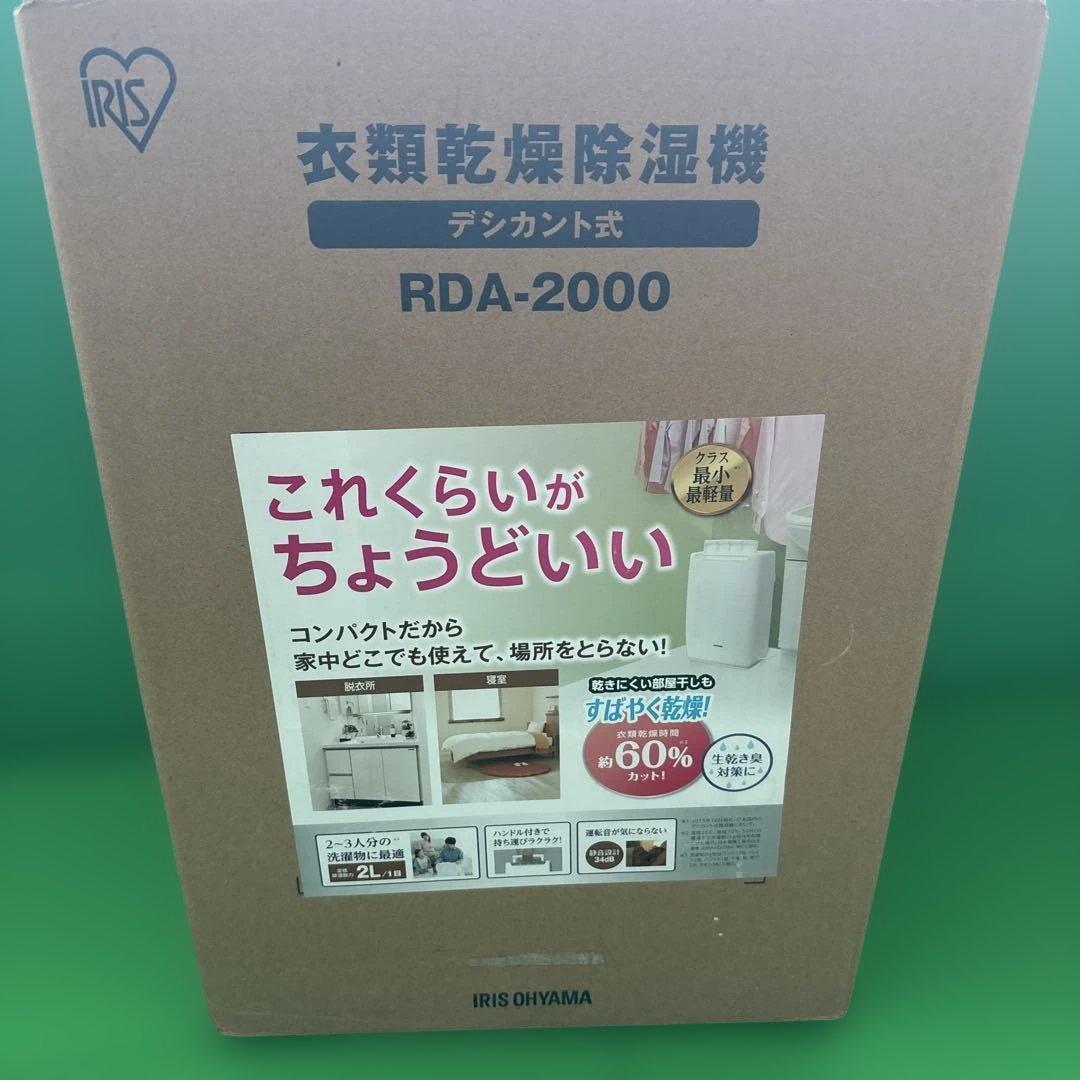 IRIS
衣類乾燥除湿機
デシカント式
RDA-2000
これくらいが
ちょうどいい
クラス
最小
最軽量
コンパクトだから
家中どこでも使えて、場所をとらない!
脱衣所
寝室
乾きにくい部屋干しも
すばやく乾燥!
衣類乾燥時間
約60%
カット!
生乾き臭
対策に
2~3人分の
洗濯物に最適
定格
除湿能力 2L/1日
ハンドル付きで
持ち運びラクラク!
運転音が気にならない
静音設計
34dB
IRIS OHYAMA